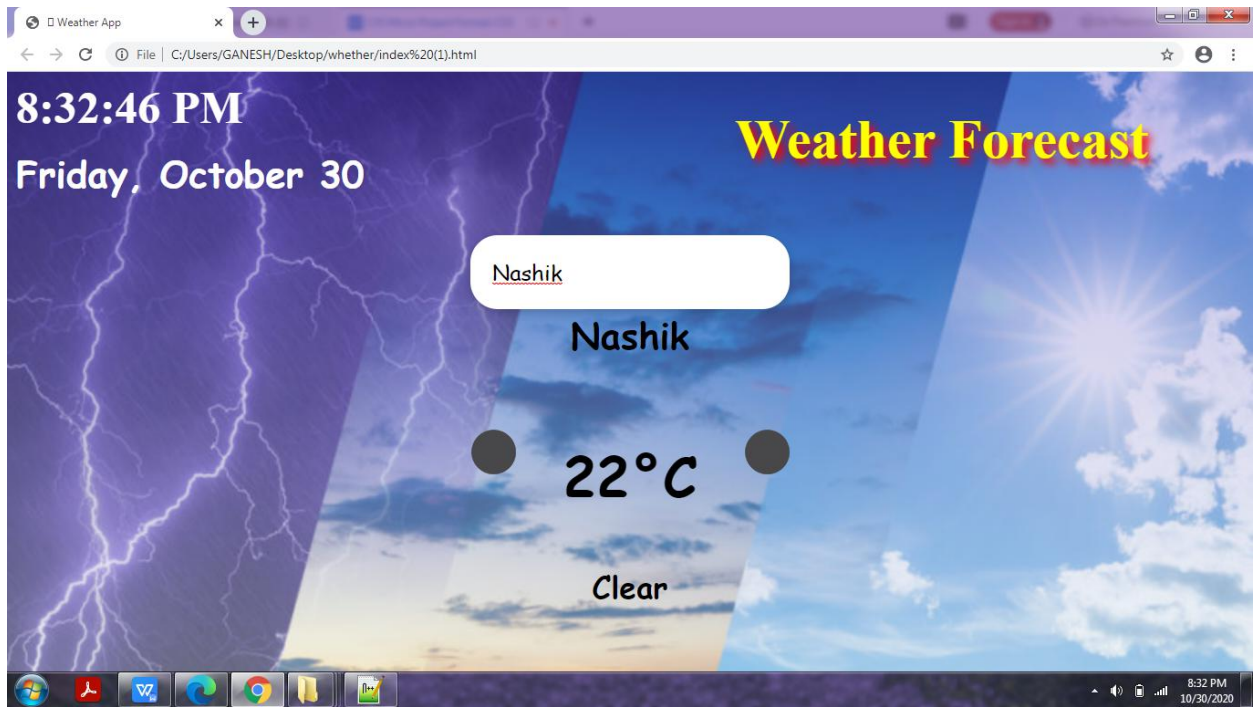 Weather App
File | C:/Users/GANESH/Desktop/whether/index%20(1).html
8:32:46 PM
Weather Forecast
Friday, October 30
Nashik
Nashik
22°C
Clear
8:32 PM
10/30/2020